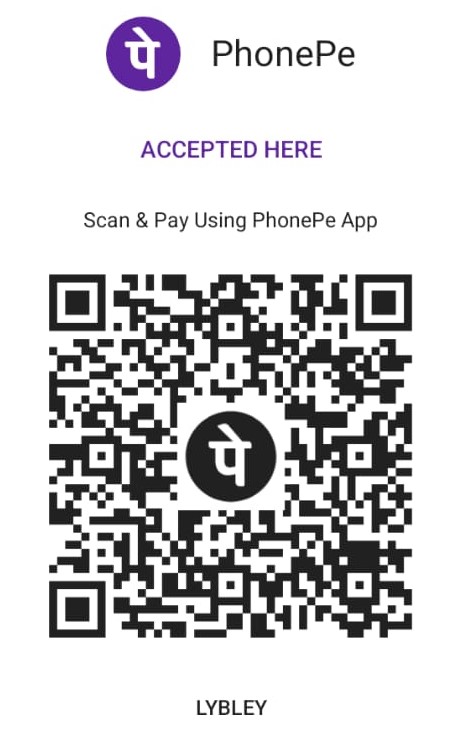 पे PhonePe
ACCEPTED HERE
Scan & Pay Using PhonePe App
पे
LYBLEY